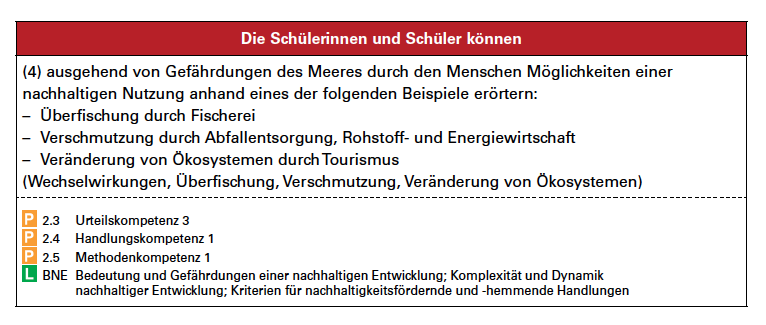 Die Schülerinnen und Schüler können
(4) ausgehend von Gefährdungen des Meeres durch den Menschen Möglichkeiten einer
nachhaltigen Nutzung anhand eines der folgenden Beispiele erörtern:
– Überfischung durch Fischerei
– Verschmutzung durch Abfallentsorgung, Rohstoff- und Energiewirtschaft
– Veränderung von Ökosystemen durch Tourismus
(Wechselwirkungen, Überfischung, Verschmutzung, Veränderung von Ökosystemen)
P 2.3 Urteilskompetenz 3
P 2.4 Handlungskompetenz 1
P 2.5 Methodenkompetenz 1
L BNE Bedeutung und Gefährdungen einer nachhaltigen Entwicklung; Komplexität und Dynamik
nachhaltiger Entwicklung; Kriterien für nachhaltigkeitsfördernde und -hemmende Handlungen